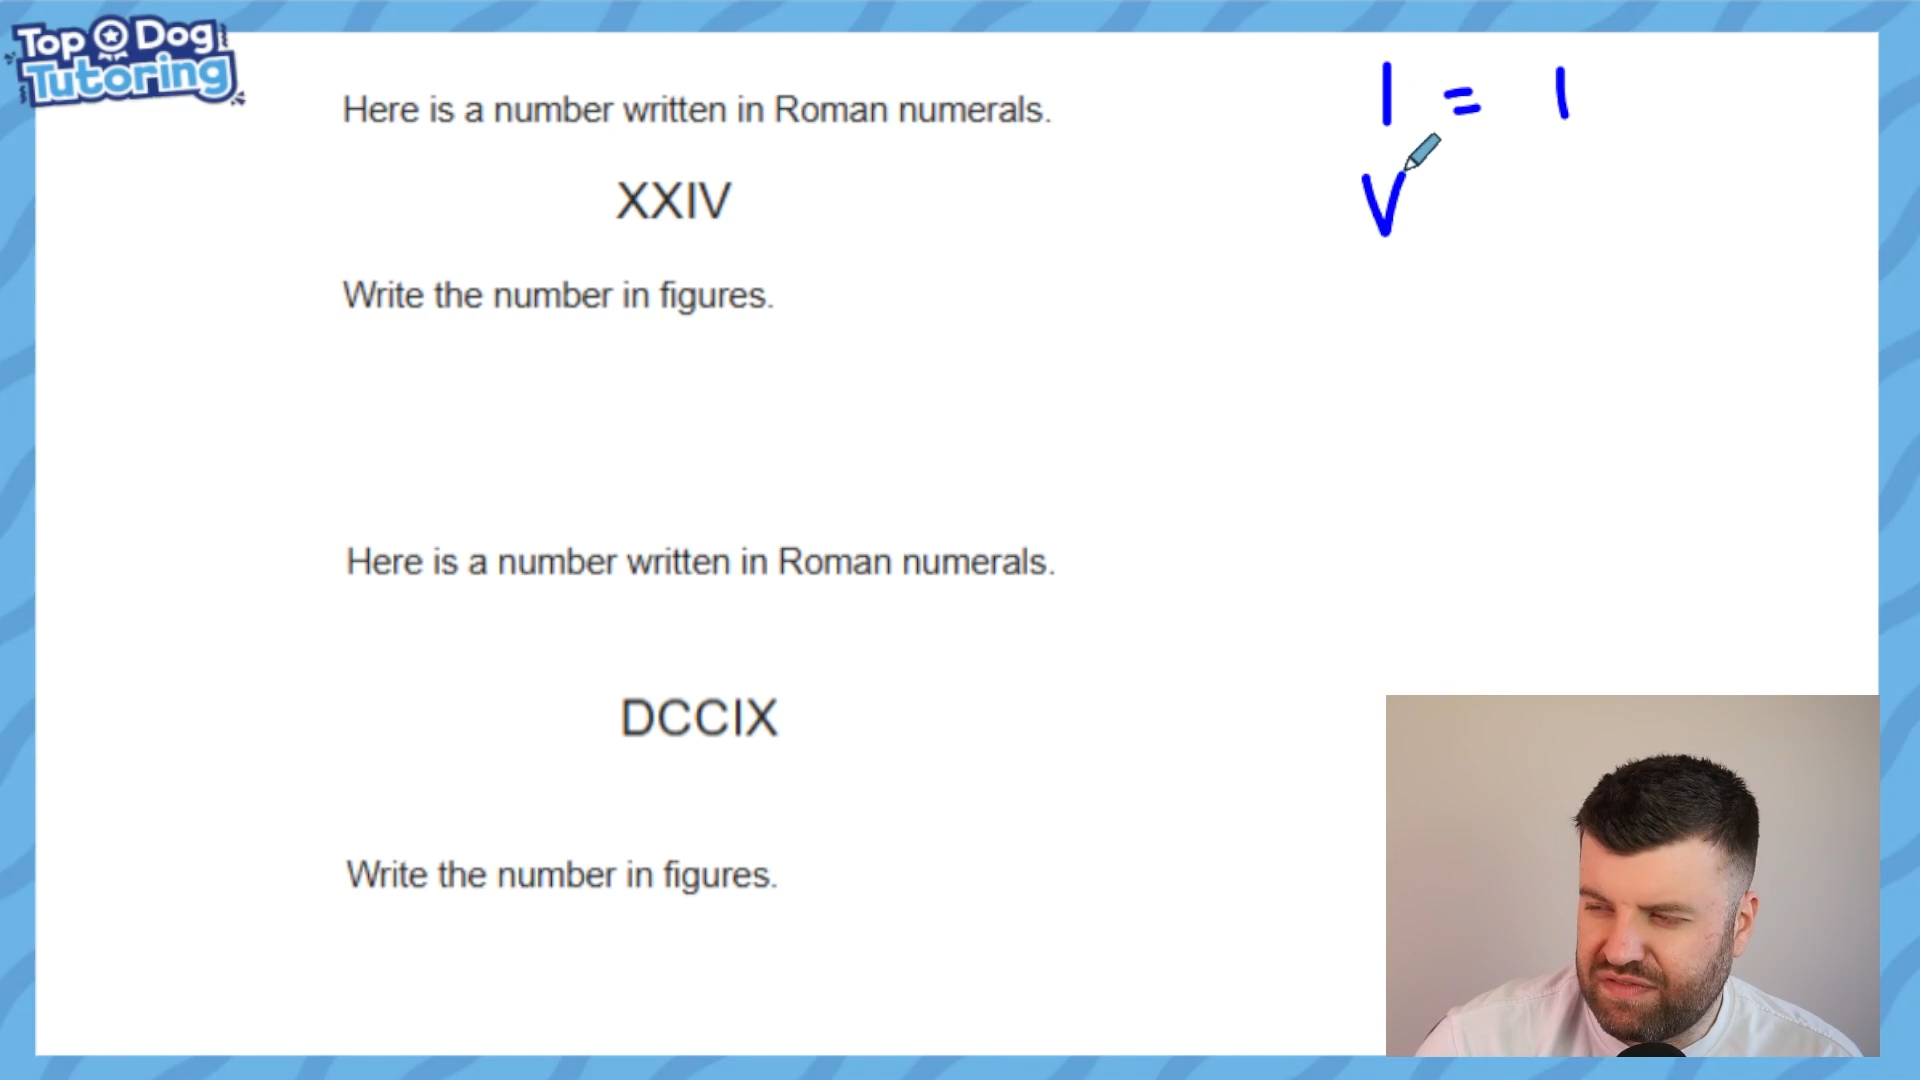 Top Dog
Tutoring
Here is a number written in Roman numerals.
I = 1
XXIV
V
Write the number in figures.
Here is a number written in Roman numerals.
DCCIX
Write the number in figures.